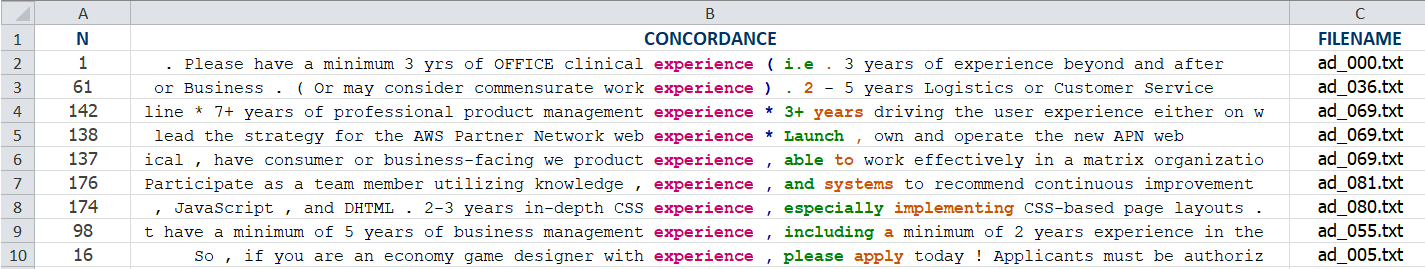 A B C
1 N CONCORDANCE FILENAME
2 1 . Please have a minimum 3 yrs of OFFICE clinical experience ( i.e . 3 years of experience beyond and after ad_000.txt
3 61 or Business . ( Or may consider commensurate work experience ) . 2 - 5 years Logistics or Customer Service ad_036.txt
4 142 line * 7+ years of professional product management experience * 3+ years driving the user experience either on w ad_069.txt
5 138 lead the strategy for the AWS Partner Network web experience * Launch , own and operate the new APN web ad_069.txt
6 137 ical , have consumer or business-facing we product experience , able to work effectively in a matrix organizatio ad_069.txt
7 176 Participate as a team member utilizing knowledge , experience , and systems to recommend continuous improvement ad_081.txt
8 174 , JavaScript , and DHTML . 2-3 years in-depth CSS experience , especially implementing CSS-based page layouts . ad_080.txt
9 98 t have a minimum of 5 years of business management experience , including a minimum of 2 years experience in the ad_055.txt
10 16 So , if you are an economy game designer with experience , please apply today ! Applicants must be authoriz ad_005.txt